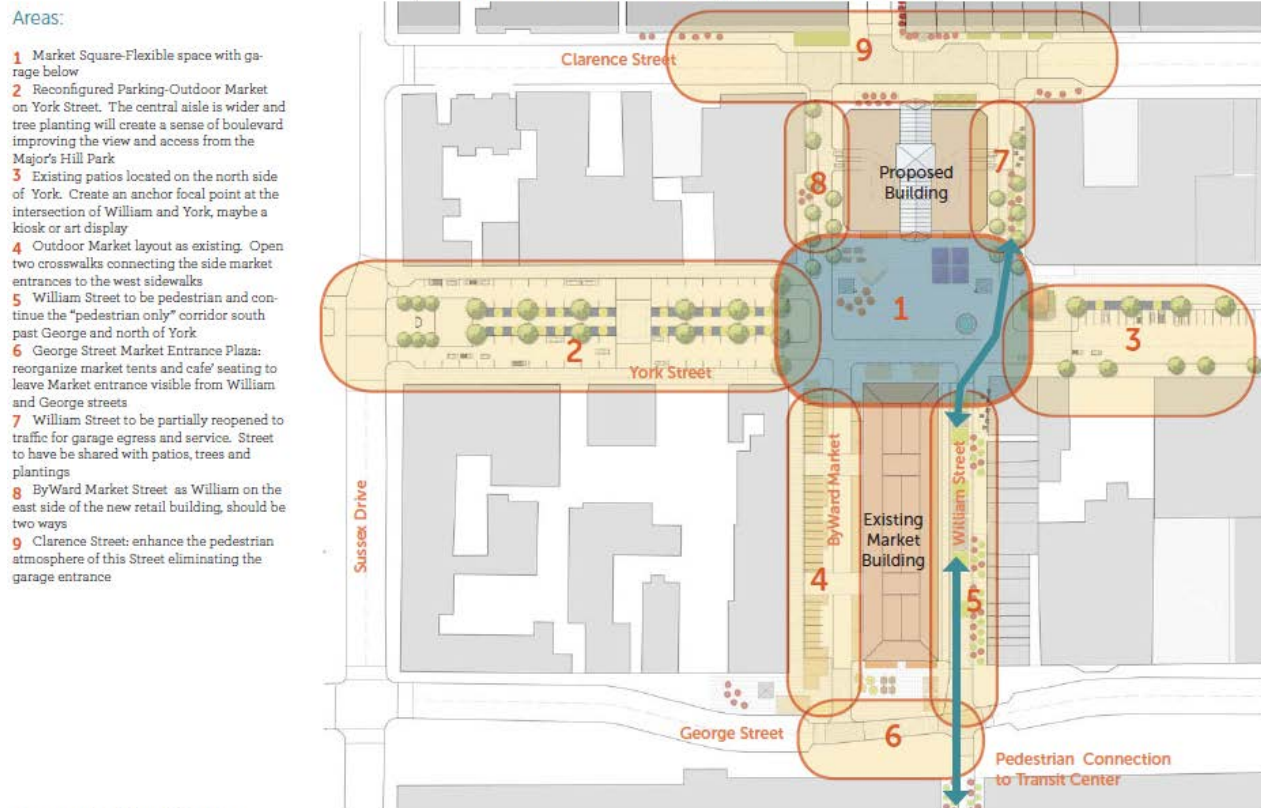 Areas:
1 Market Square-Flexible space with ga-
rage below
2 Reconfigured Parking-Outdoor Market
on York Street. The central aisle is wider and
tree planting will create a sense of boulevard
improving the view and access from the
Major's Hill Park
3 Existing patios located on the north side
of York. Create an anchor focal point at the
intersection of William and York, maybe a
kiosk or art display
4 Outdoor Market layout as existing. Open
two crosswalks connecting the side market
entrances to the west sidewalks
5 William Street to be pedestrian and con-
tinue the "pedestrian only" corridor south
past George and north of York
6 George Street Market Entrance Plaza:
reorganize market tents and cafe' seating to
leave Market entrance visible from William
and George streets
7 William Street to be partially reopened to
traffic for garage egress and service. Street
to have be shared with patios, trees and
plantings
8 ByWard Market Street as William on the
east side of the new retail building, should be
two ways
9 Clarence Street: enhance the pedestrian
atmosphere of this Street eliminating the
garage entrance
Clarence Street
9
8
Proposed
Building
7
1
2
York Street
3
Sussex Drive
ByWard Market
4
Existing
Market
Building
William Street
5
George Street
6
Pedestrian Connection
to Transit Center